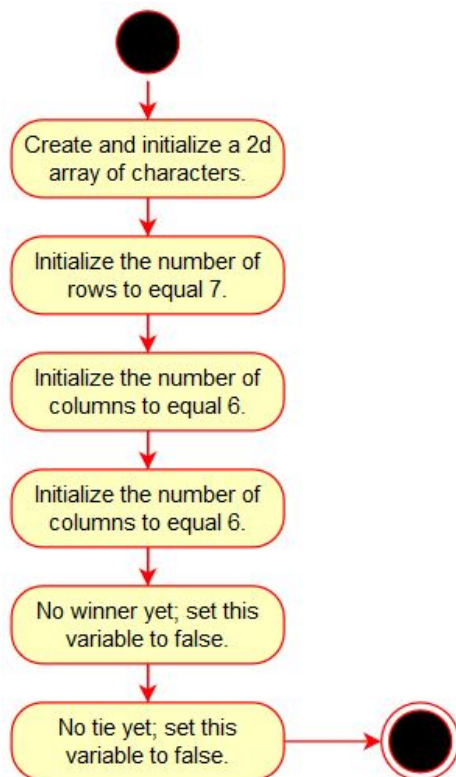 Create and initialize a 2d
array of characters.
Initialize the number of
rows to equal 7.
Initialize the number of
columns to equal 6.
Initialize the number of
columns to equal 6.
No winner yet; set this
variable to false.
No tie yet; set this
variable to false.